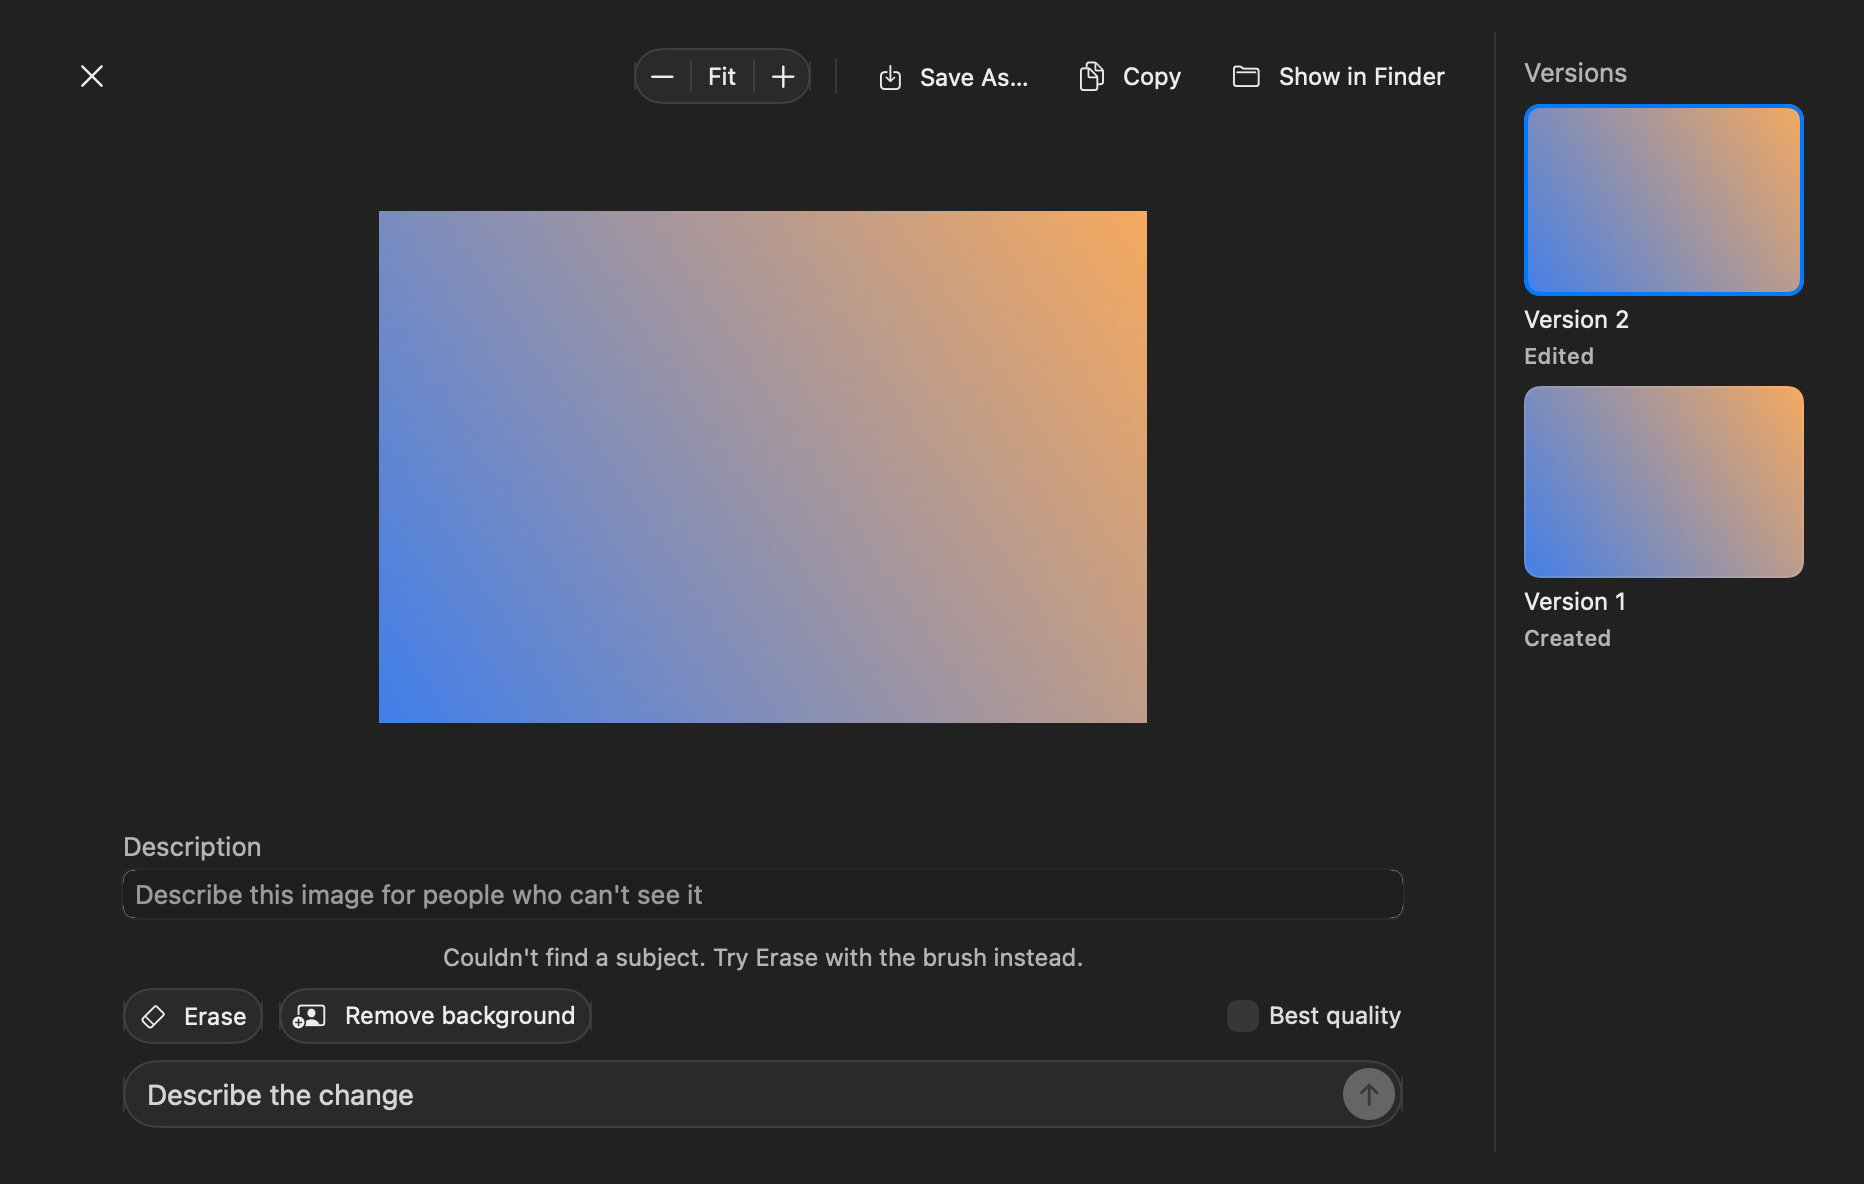 Fit
Save As...
Copy
Show in Finder
Versions
Version 2
Edited
Version 1
Created
Description
Describe this image for people who can't see it
Couldn't find a subject. Try Erase with the brush instead.
Erase
Remove background
Best quality
Describe the change